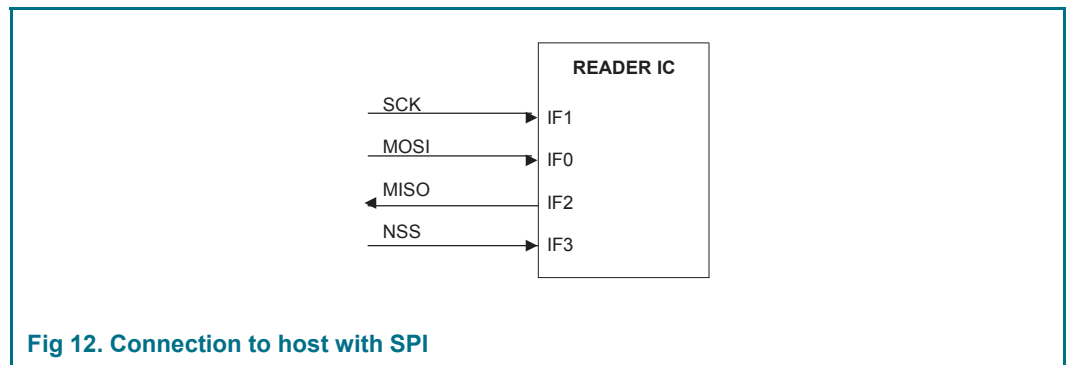 READER IC
SCK IF1
MOSI IF0
MISO IF2
NSS IF3
Fig 12. Connection to host with SPI